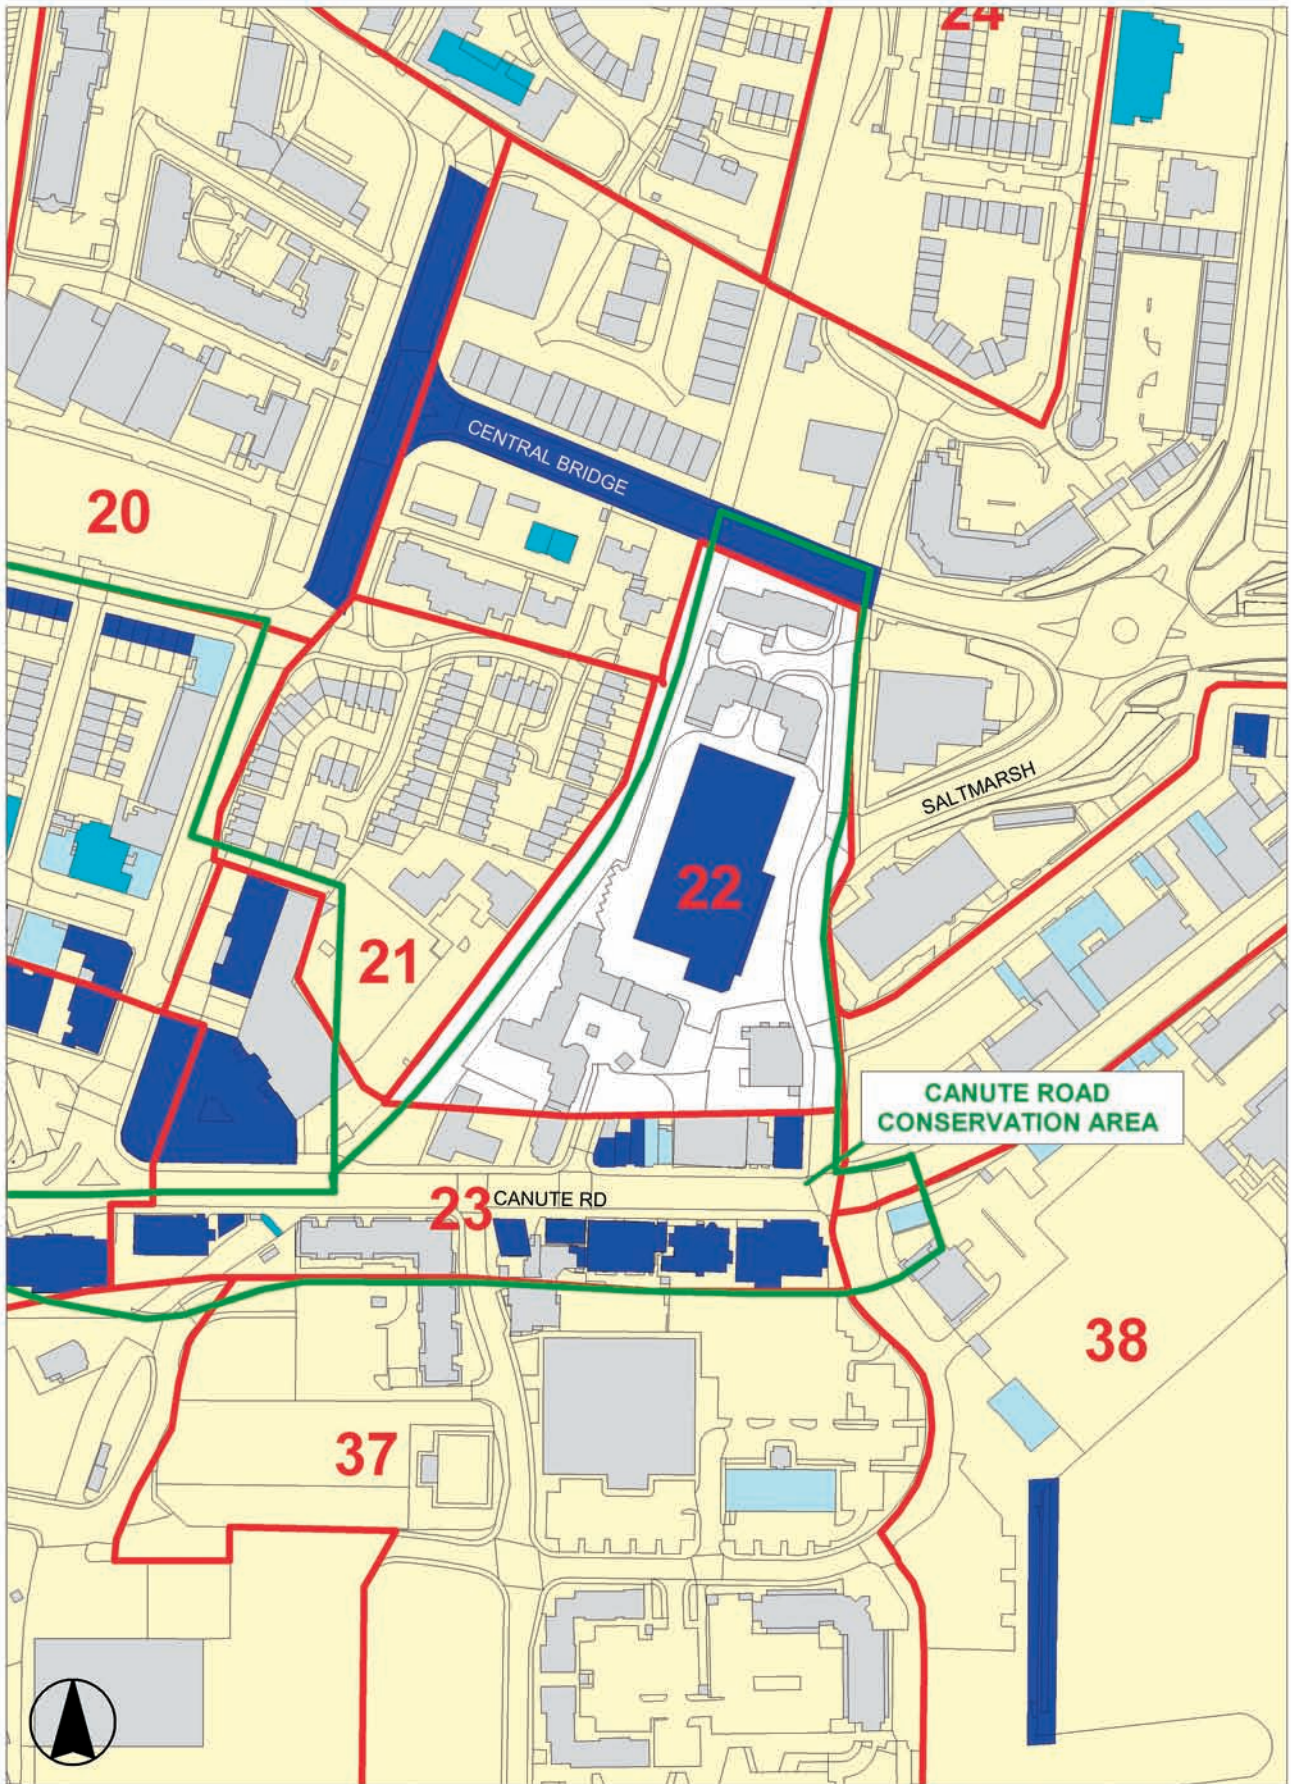 24
CENTRAL BRIDGE
20
SALTMARSH
22
21
CANUTE ROAD
CONSERVATION AREA
23
CANUTE RD
38
37